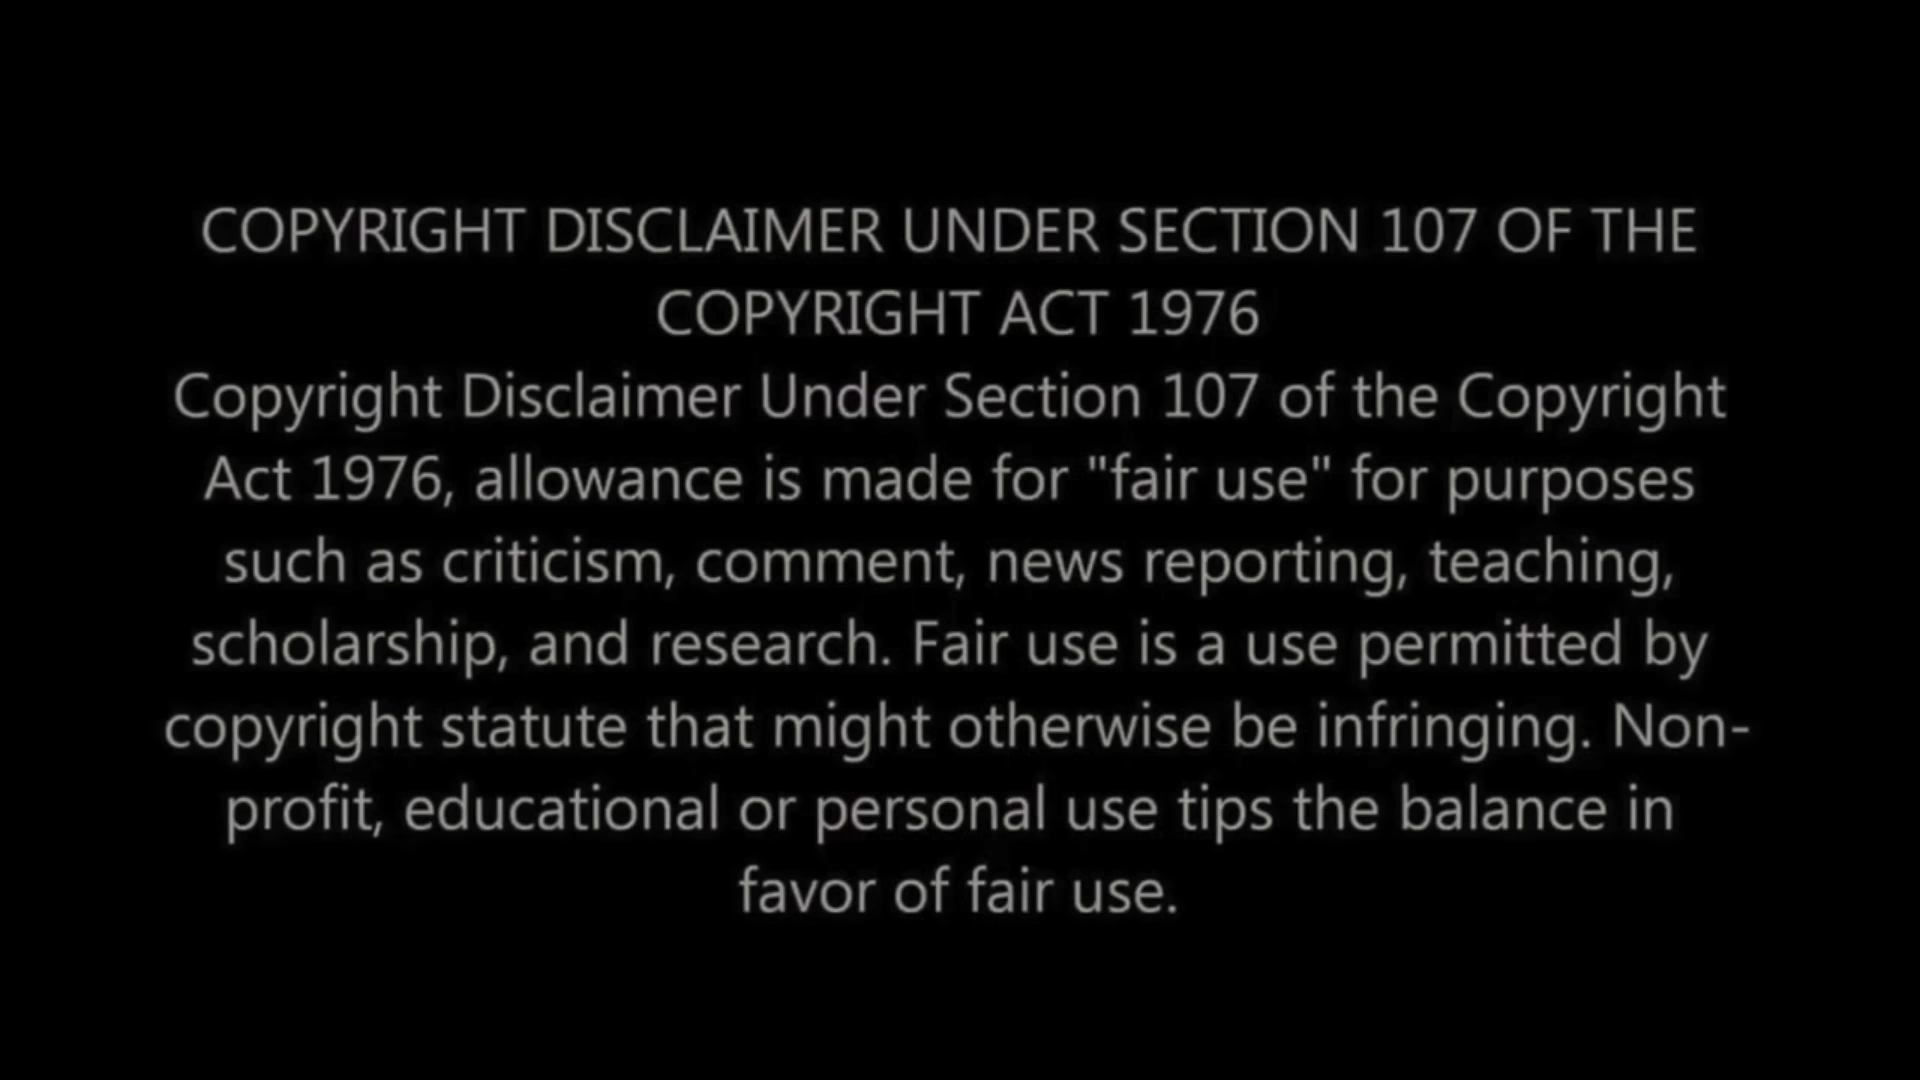 COPYRIGHT DISCLAIMER UNDER SECTION 107 OF THE
COPYRIGHT ACT 1976
Copyright Disclaimer Under Section 107 of the Copyright
Act 1976, allowance is made for "fair use" for purposes
such as criticism, comment, news reporting, teaching,
scholarship, and research. Fair use is a use permitted by
copyright statute that might otherwise be infringing. Non-
profit, educational or personal use tips the balance in
favor of fair use.